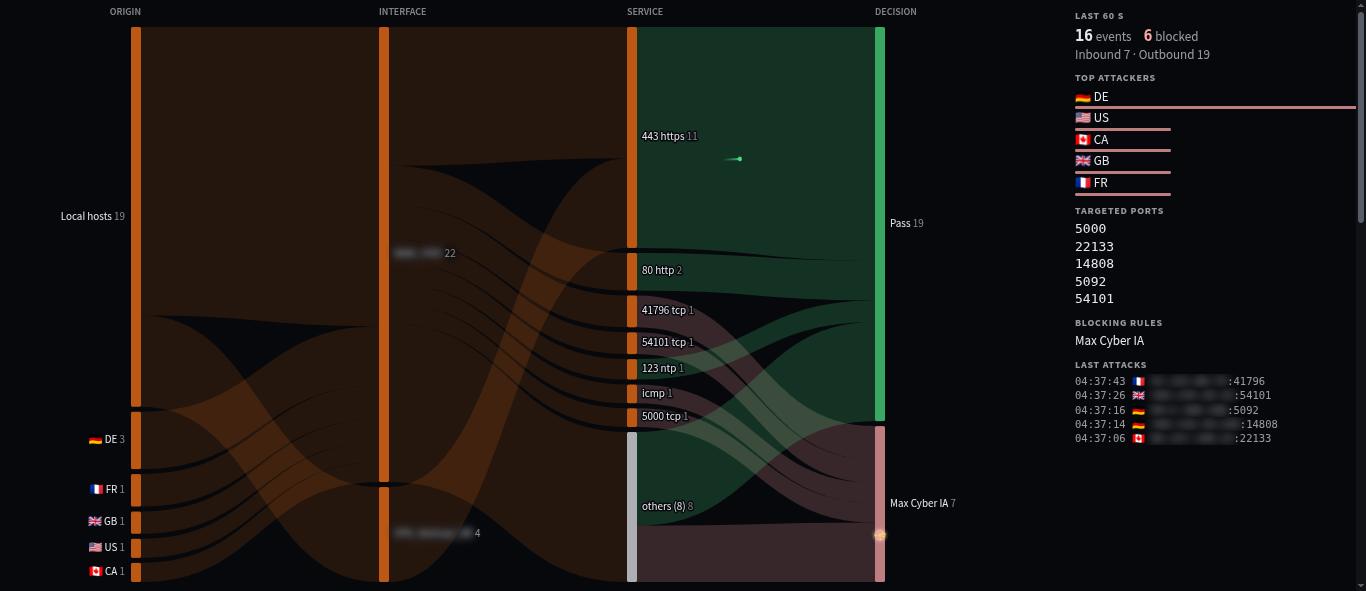 ORIGIN
INTERFACE
SERVICE
DECISION
Local hosts 19
🇩🇪 DE 3
🇫🇷 FR 1
🇬🇧 GB 1
🇺🇸 US 1
🇨🇦 CA 1
22
4
443 https 11
80 http 2
41796 tcp 1
54101 tcp 1
123 ntp 1
icmp 1
5000 tcp 1
others (8) 8
Pass 19
Max Cyber IA 7
LAST 60 S
16 events 6 blocked
Inbound 7 · Outbound 19
TOP ATTACKERS
🇩🇪 DE
🇺🇸 US
🇨🇦 CA
🇬🇧 GB
🇫🇷 FR
TARGETED PORTS
5000
22133
14808
5092
54101
BLOCKING RULES
Max Cyber IA
LAST ATTACKS
04:37:43 🇫🇷 :41796
04:37:26 🇬🇧 :54101
04:37:16 🇩🇪 :5092
04:37:14 🇩🇪 :14808
04:37:06 🇨🇦 :22133